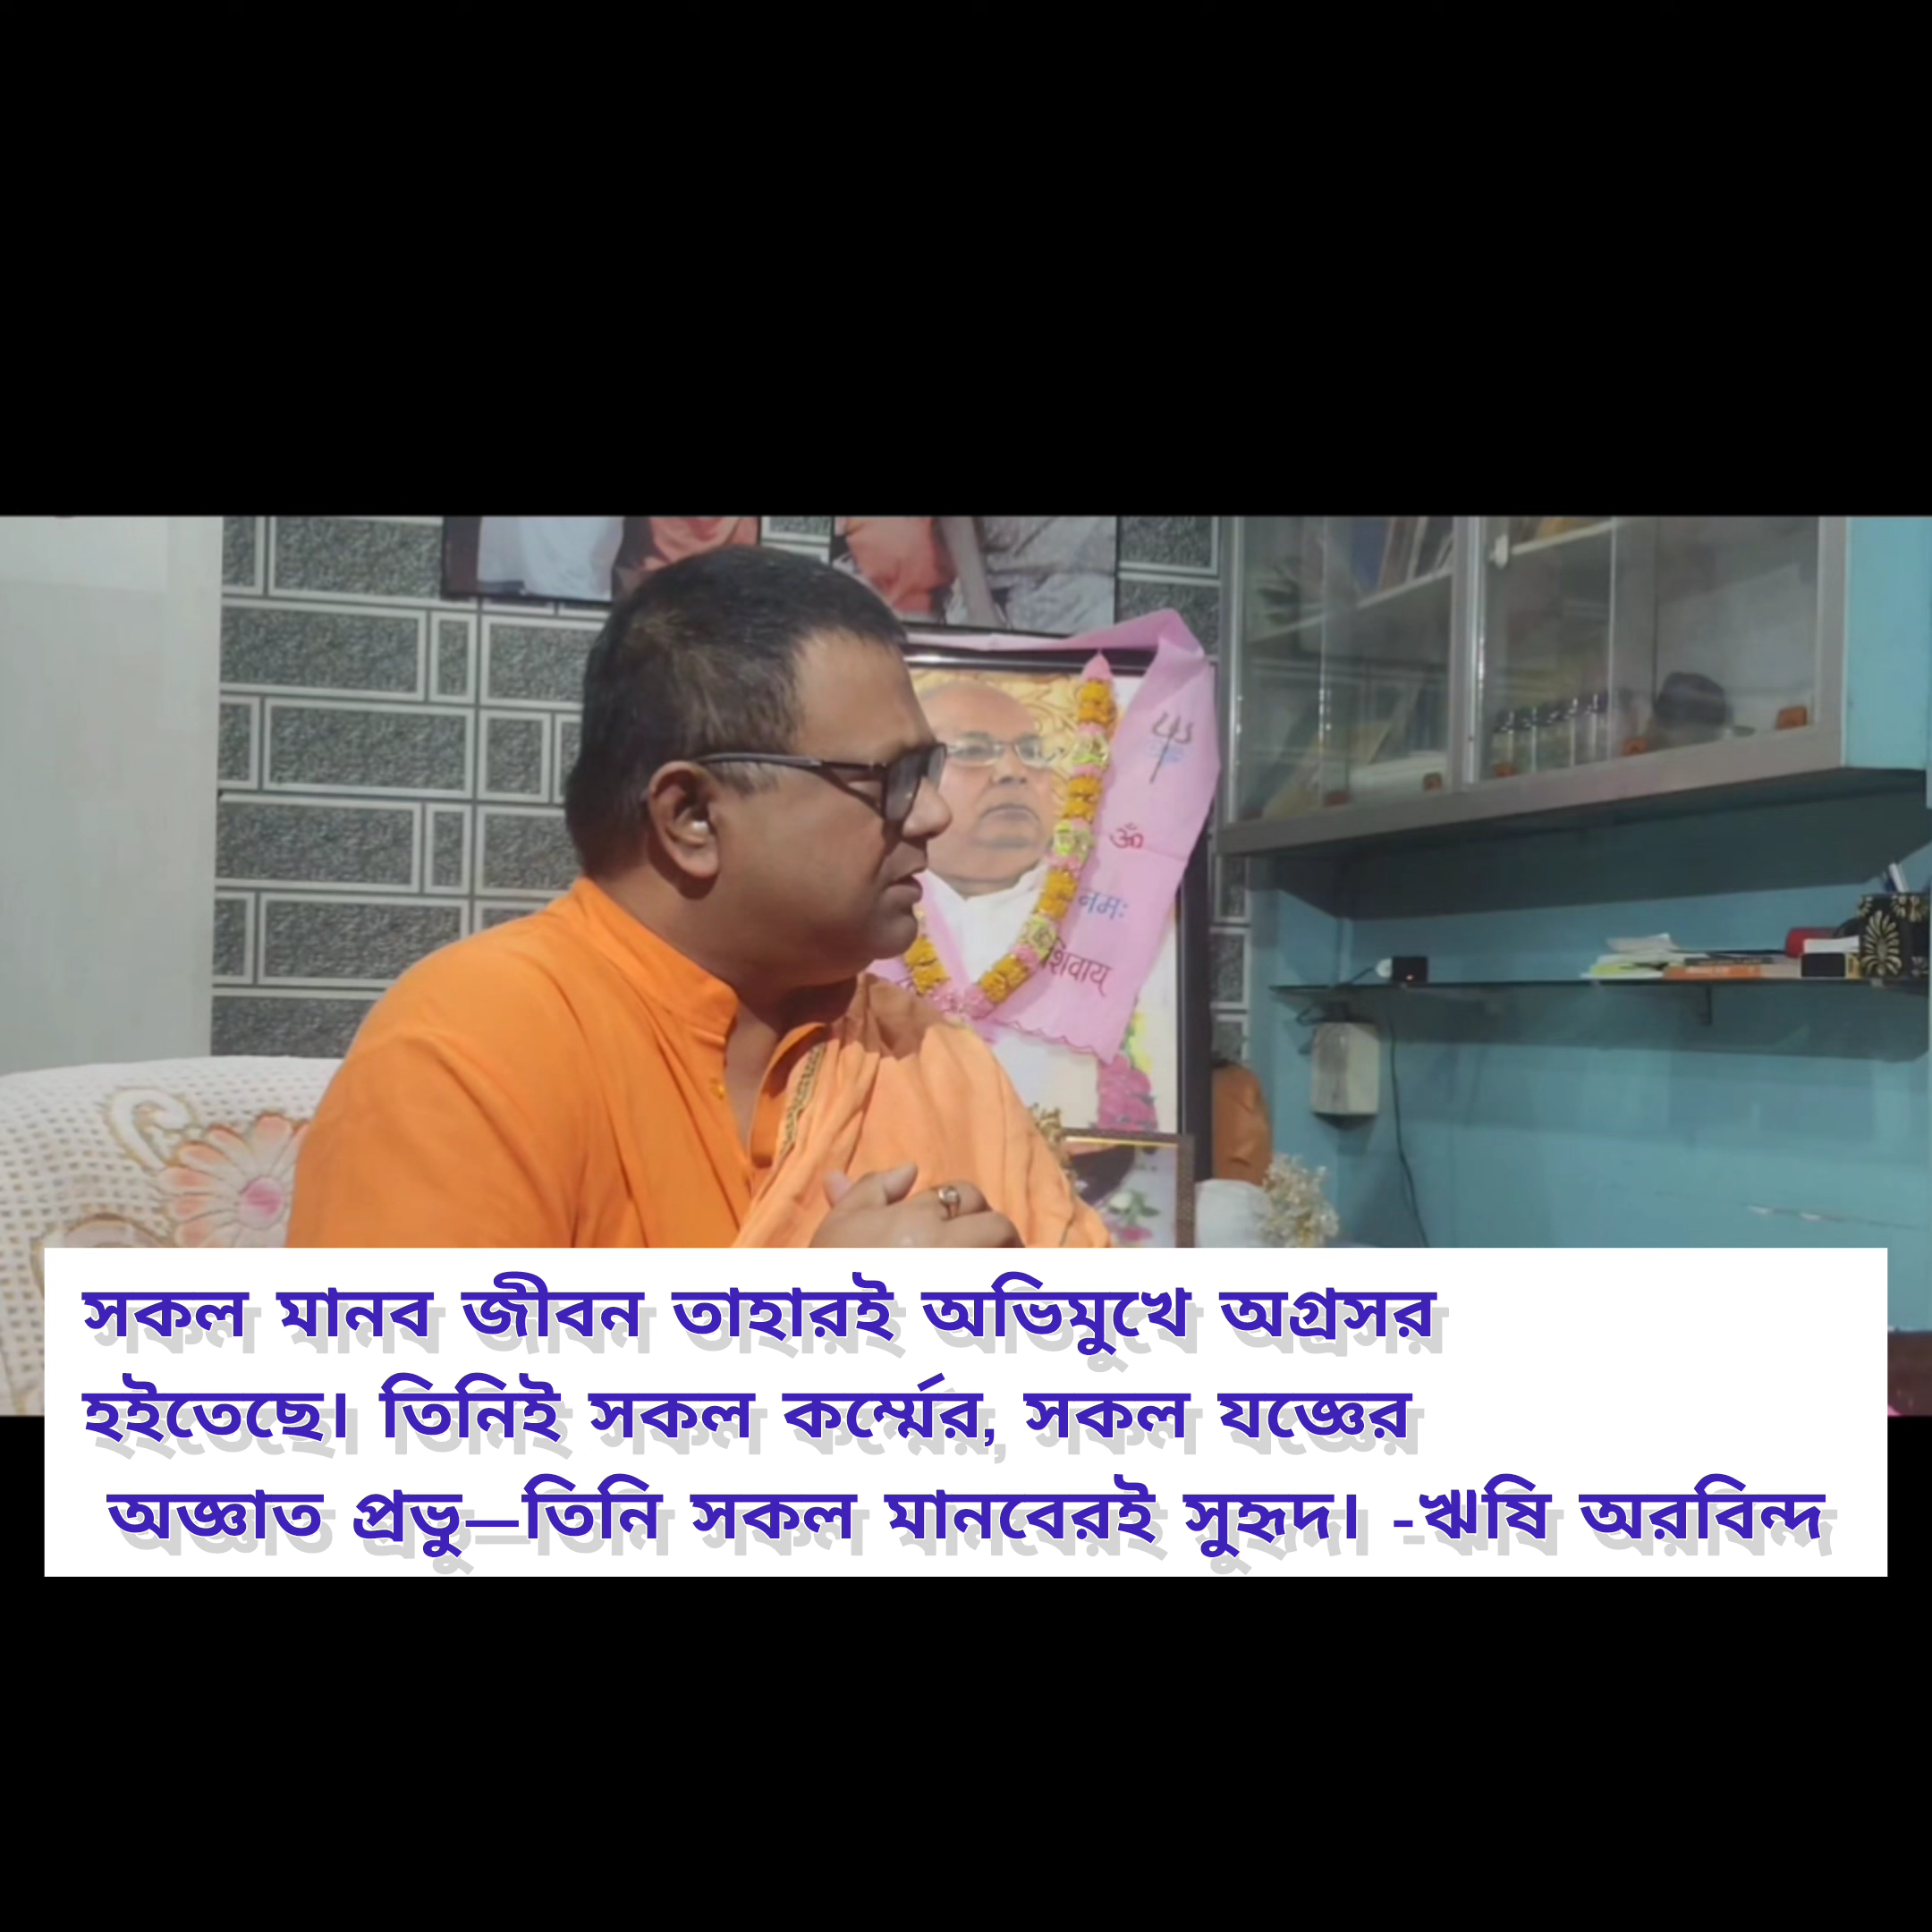 ॐ
नमः
शिवाय्
সকল মানব জীবন তাহারই অভিমুখে অগ্রসর
হইতেছে। তিনিই সকল কর্ম্মের, সকল যজ্ঞের
অজ্ঞাত প্রভু—তিনি সকল মানবেরই সুহৃদ। -ঋষি অরবিন্দ